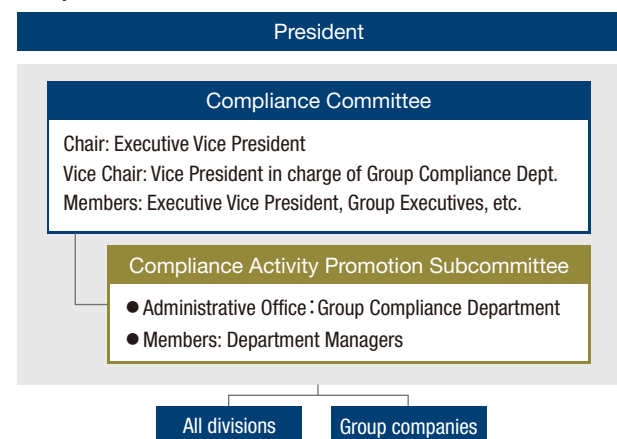 President
Compliance Committee
Chair: Executive Vice President
Vice Chair: Vice President in charge of Group Compliance Dept.
Members: Executive Vice President, Group Executives, etc.
Compliance Activity Promotion Subcommittee
● Administrative Office：Group Compliance Department
● Members: Department Managers
All divisions
Group companies